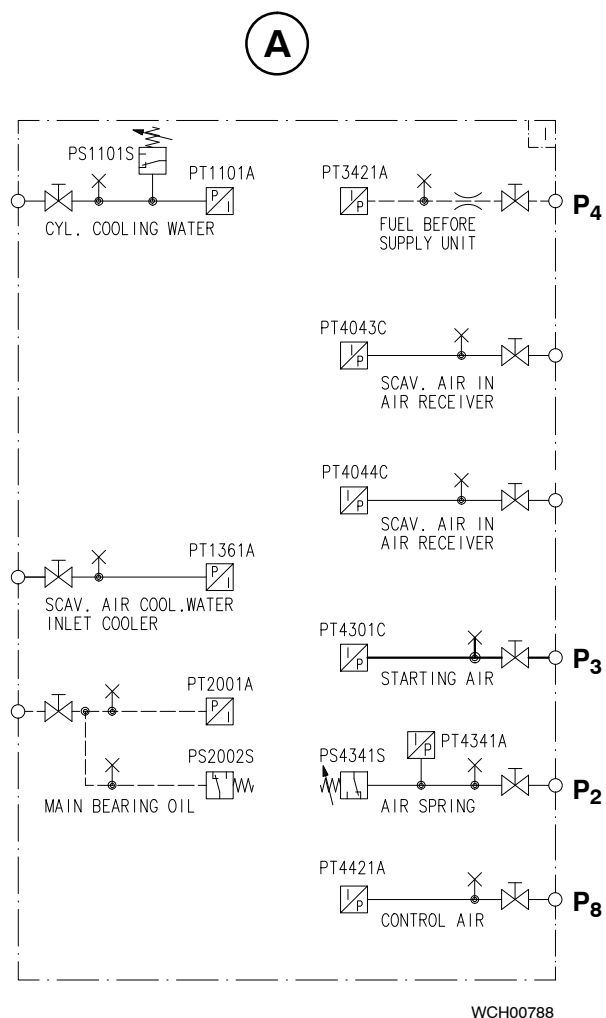 A
I
PS1101S
PT1101A
P
I
CYL. COOLING WATER
PT3421A
I
P
FUEL BEFORE
SUPPLY UNIT
P4
PT4043C
I
P
SCAV. AIR IN
AIR RECEIVER
PT4044C
I
P
SCAV. AIR IN
AIR RECEIVER
PT1361A
P
I
SCAV. AIR COOL.WATER
INLET COOLER
PT4301C
I
P
STARTING AIR
P3
PT2001A
P
I
PS2002S
MAIN BEARING OIL
PS4341S
I
P
PT4341A
AIR SPRING
P2
PT4421A
I
P
CONTROL AIR
P8
WCH00788